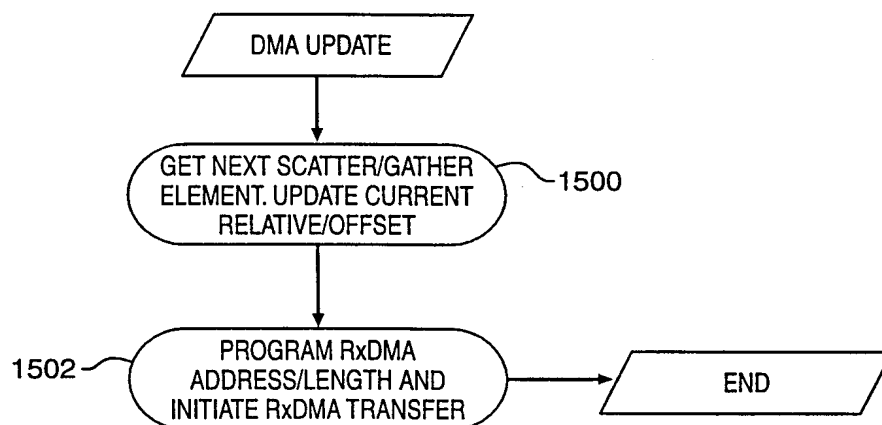 DMA UPDATE
GET NEXT SCATTER/GATHER
ELEMENT. UPDATE CURRENT
RELATIVE/OFFSET
1500
1502
PROGRAM RxDMA
ADDRESS/LENGTH AND
INITIATE RxDMA TRANSFER
END